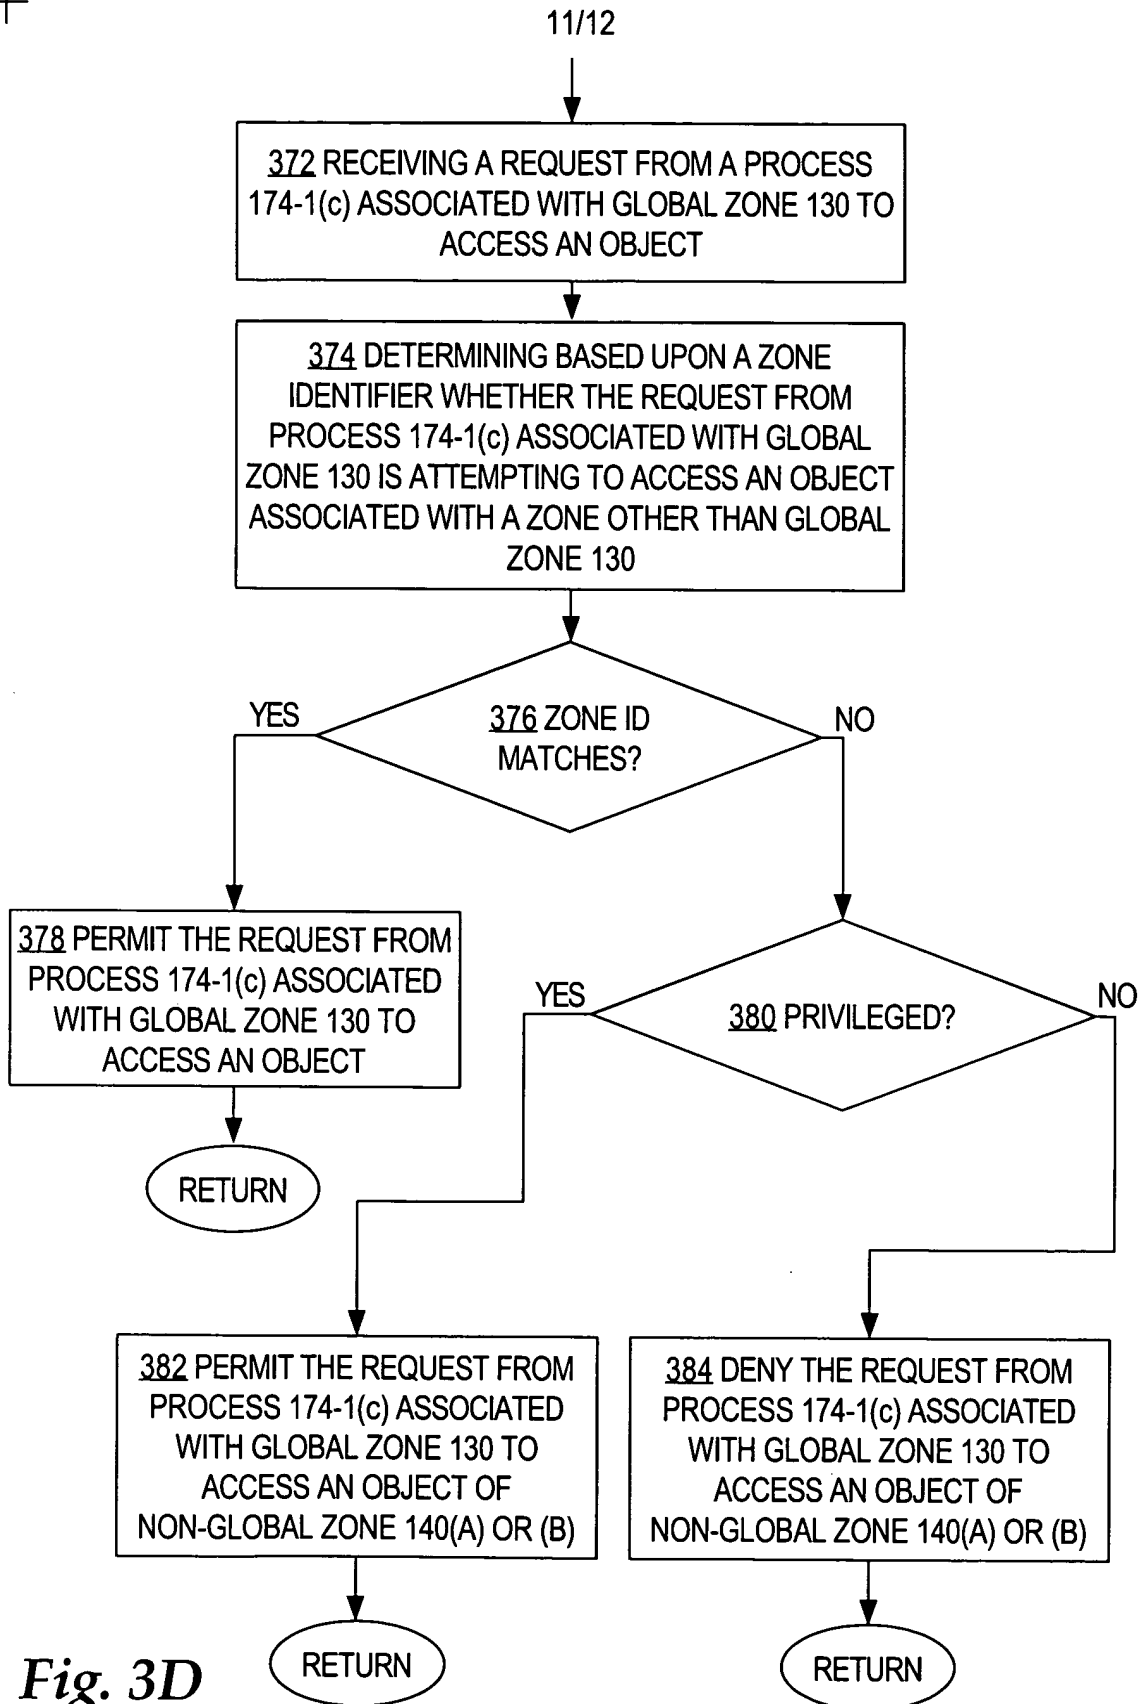 11/12
372 RECEIVING A REQUEST FROM A PROCESS
174-1(c) ASSOCIATED WITH GLOBAL ZONE 130 TO
ACCESS AN OBJECT
374 DETERMINING BASED UPON A ZONE
IDENTIFIER WHETHER THE REQUEST FROM
PROCESS 174-1(c) ASSOCIATED WITH GLOBAL
ZONE 130 IS ATTEMPTING TO ACCESS AN OBJECT
ASSOCIATED WITH A ZONE OTHER THAN GLOBAL
ZONE 130
YES
376 ZONE ID
MATCHES?
NO
378 PERMIT THE REQUEST FROM
PROCESS 174-1(c) ASSOCIATED
WITH GLOBAL ZONE 130 TO
ACCESS AN OBJECT
YES
380 PRIVILEGED?
NO
RETURN
382 PERMIT THE REQUEST FROM
PROCESS 174-1(c) ASSOCIATED
WITH GLOBAL ZONE 130 TO
ACCESS AN OBJECT OF
NON-GLOBAL ZONE 140(A) OR (B)
384 DENY THE REQUEST FROM
PROCESS 174-1(c) ASSOCIATED
WITH GLOBAL ZONE 130 TO
ACCESS AN OBJECT OF
NON-GLOBAL ZONE 140(A) OR (B)
RETURN
RETURN
Fig. 3D